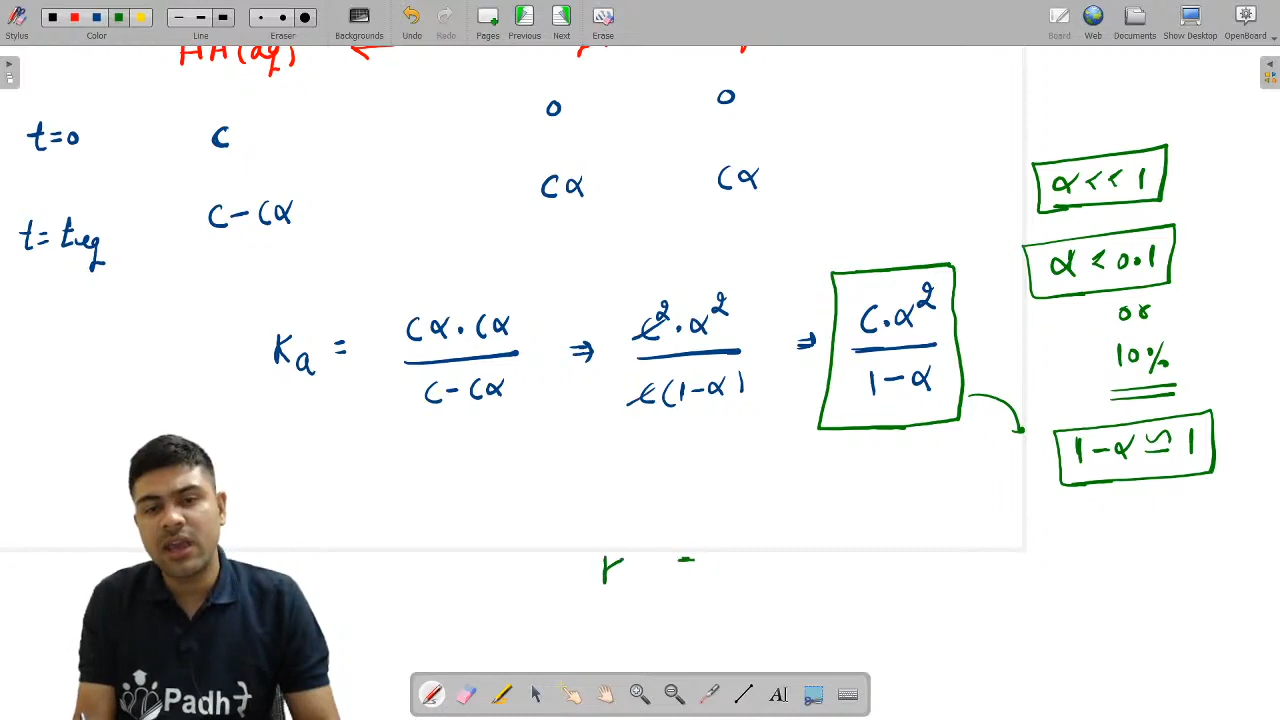 Stylus
Color
Line
Eraser
Backgrounds
Undo
Redo
Pages
Previous
Next
Erase
Board
Web
Documents
Show Desktop
OpenBoard
HA(aq) ←
t=0 C 0 0
t=teq C-Cα Cα Cα
Ka = Cα·Cα / C-Cα ⇒ C²·α² / C(1-α) ⇒ C·α² / 1-α
α << 1
α < 0.1
or
10%
1-α ≃ 1
=
Padhरे
AI